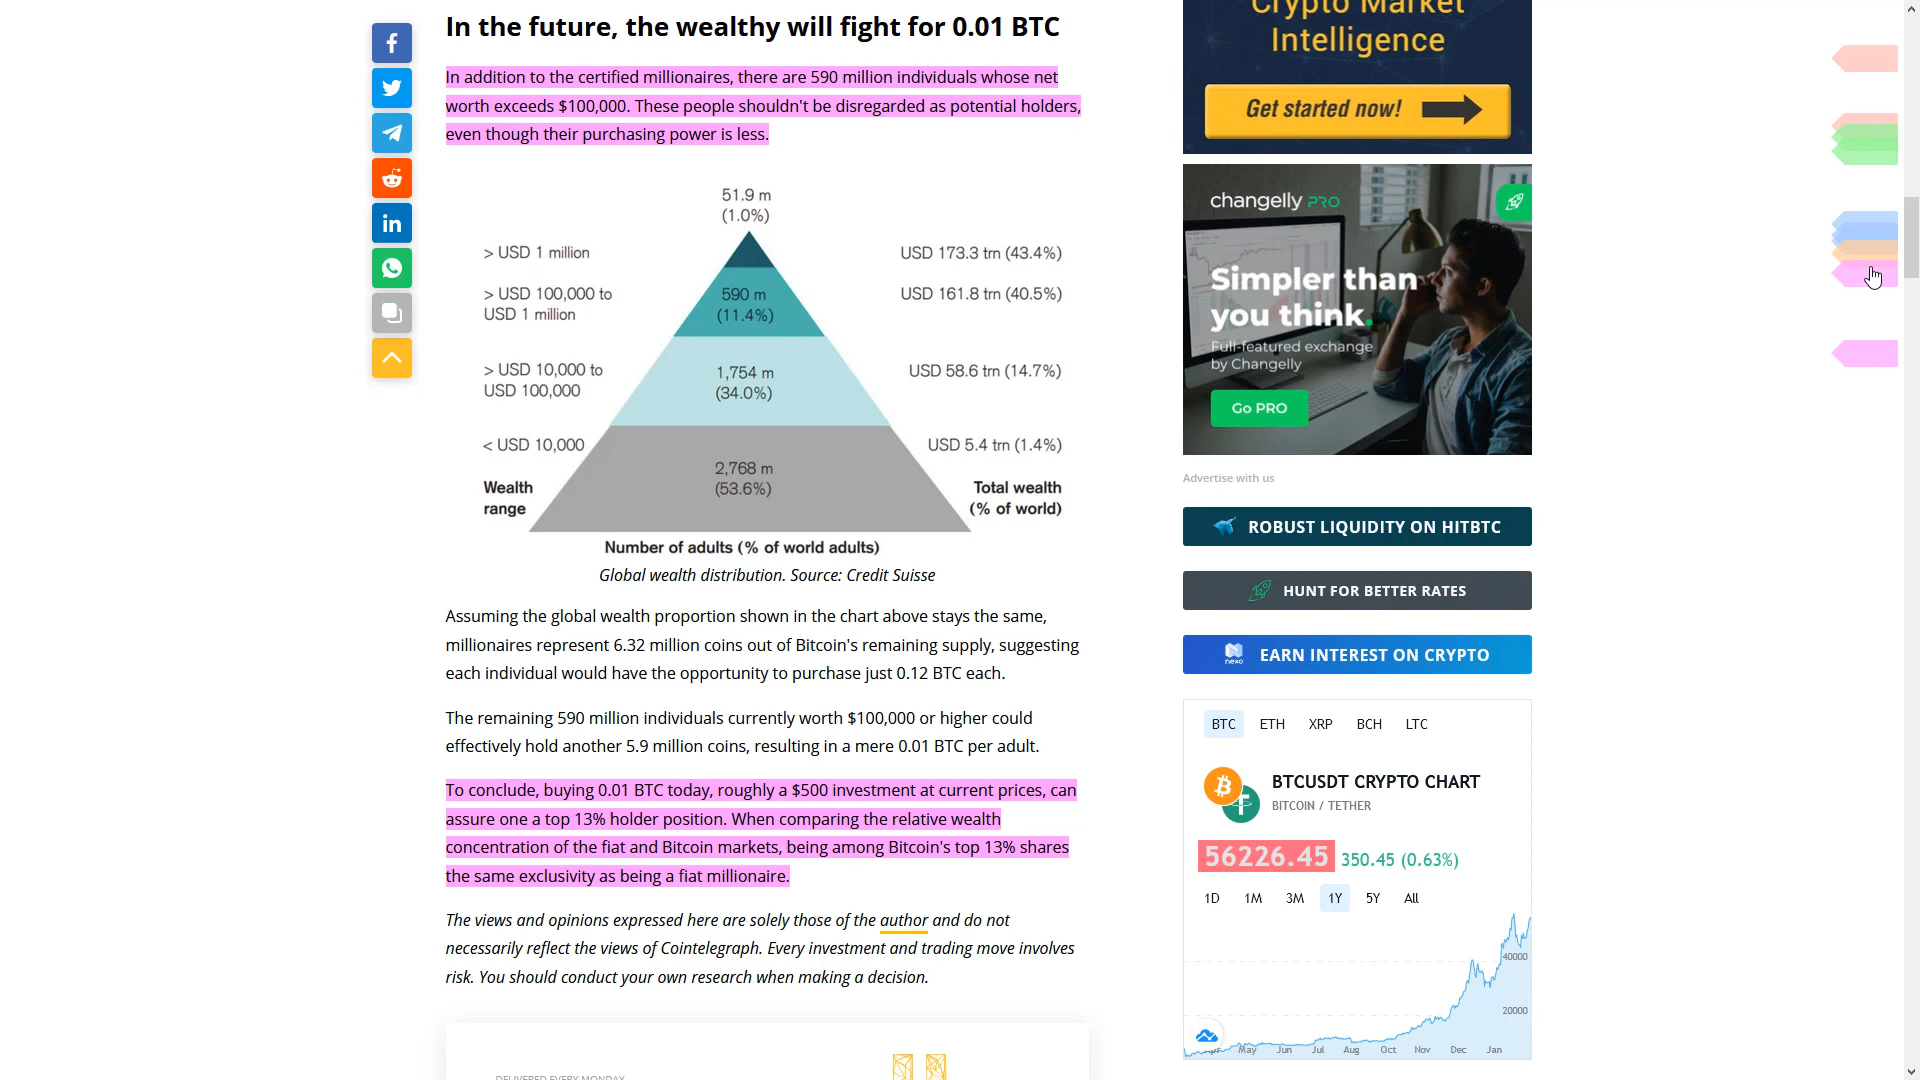 In the future, the wealthy will fight for 0.01 BTC
In addition to the certified millionaires, there are 590 million individuals whose net
worth exceeds $100,000. These people shouldn't be disregarded as potential holders,
even though their purchasing power is less.
51.9 m
(1.0%)
> USD 1 million
USD 173.3 trn (43.4%)
> USD 100,000 to
USD 1 million
590 m
(11.4%)
USD 161.8 trn (40.5%)
> USD 10,000 to
USD 100,000
1,754 m
(34.0%)
USD 58.6 trn (14.7%)
< USD 10,000
2,768 m
(53.6%)
USD 5.4 trn (1.4%)
Wealth
range
Total wealth
(% of world)
Number of adults (% of world adults)
Global wealth distribution. Source: Credit Suisse
Assuming the global wealth proportion shown in the chart above stays the same,
millionaires represent 6.32 million coins out of Bitcoin's remaining supply, suggesting
each individual would have the opportunity to purchase just 0.12 BTC each.
The remaining 590 million individuals currently worth $100,000 or higher could
effectively hold another 5.9 million coins, resulting in a mere 0.01 BTC per adult.
To conclude, buying 0.01 BTC today, roughly a $500 investment at current prices, can
assure one a top 13% holder position. When comparing the relative wealth
concentration of the fiat and Bitcoin markets, being among Bitcoin's top 13% shares
the same exclusivity as being a fiat millionaire.
The views and opinions expressed here are solely those of the author and do not
necessarily reflect the views of Cointelegraph. Every investment and trading move involves
risk. You should conduct your own research when making a decision.
DELIVERED EVERY MONDAY
Crypto Market
Intelligence
Get started now!
changelly PRO
Simpler than
you think.
Full-featured exchange
by Changelly
Go PRO
Advertise with us
ROBUST LIQUIDITY ON HITBTC
HUNT FOR BETTER RATES
nexo EARN INTEREST ON CRYPTO
BTC ETH XRP BCH LTC
BTCUSDT CRYPTO CHART
BITCOIN / TETHER
56226.45 350.45 (0.63%)
1D 1M 3M 1Y 5Y All
40000
20000
Apr May Jun Jul Aug Oct Nov Dec Jan